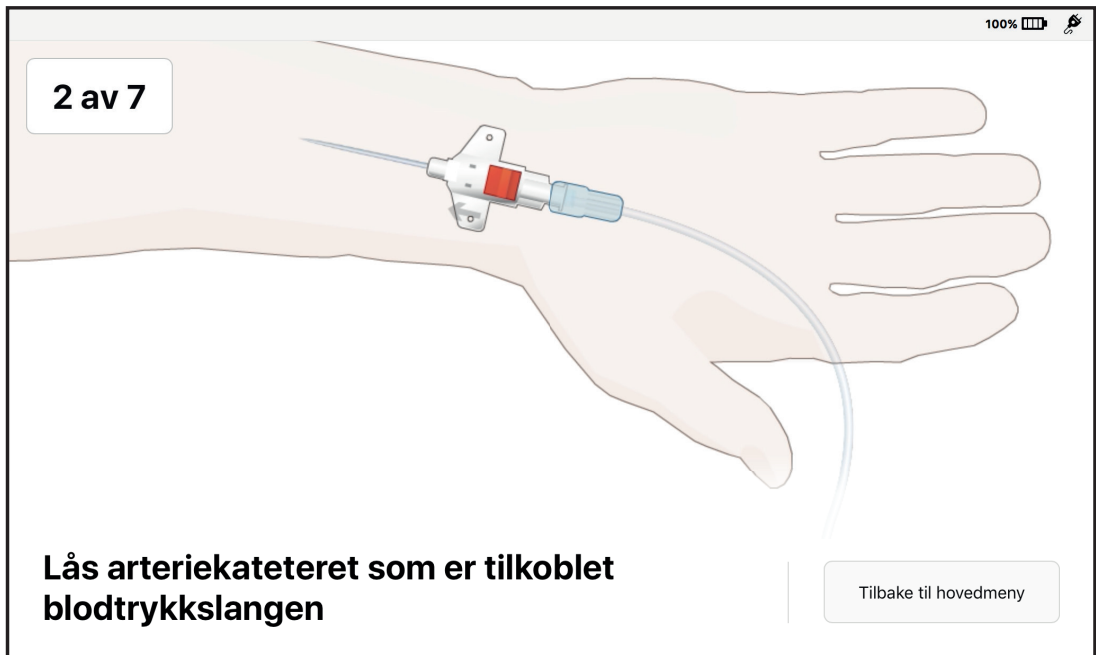 100%
2 av 7
Lås arteriekateteret som er tilkoblet
blodtrykkslangen
Tilbake til hovedmeny